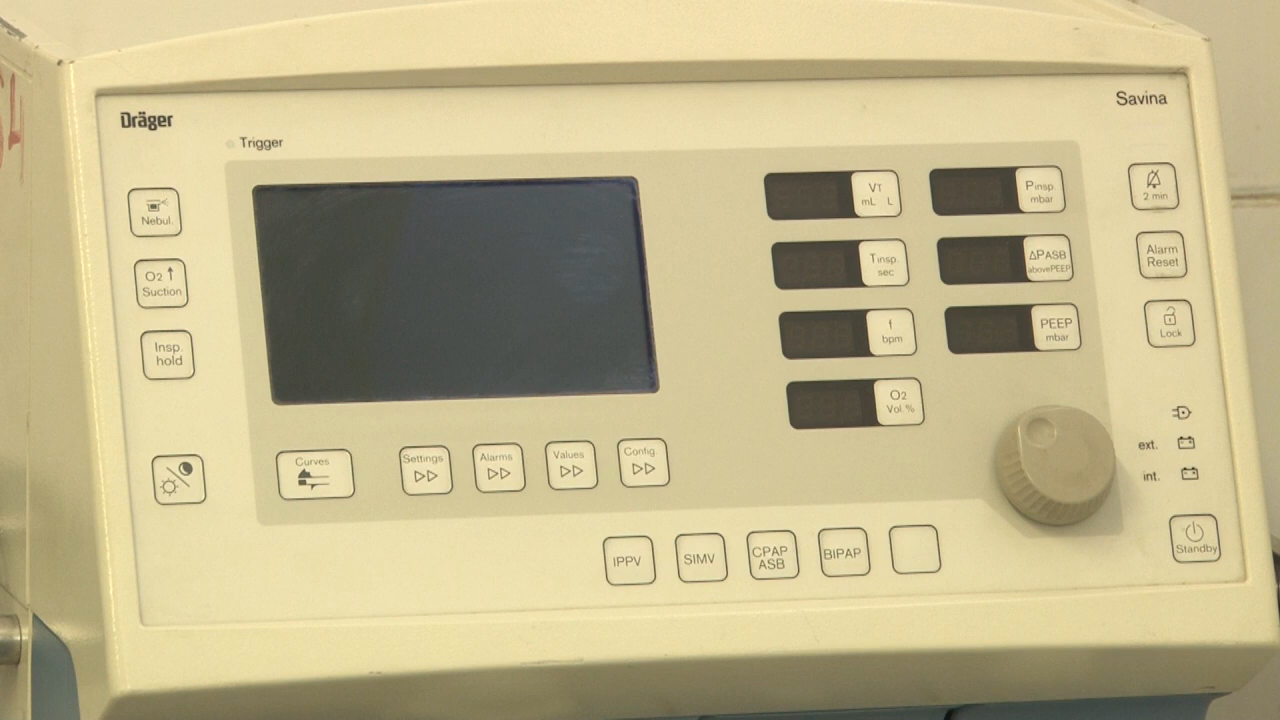 Dräger
Savina
Trigger
Nebul.
O2
Suction
Insp.
hold
VT
mL L
Pinsp.
mbar
Tinsp.
sec
ΔPASB
abovePEEP
f
bpm
PEEP
mbar
O2
Vol.%
2 min
Alarm
Reset
Lock
ext.
int.
Standby
Curves
Settings
Alarms
Values
Config.
IPPV
SIMV
CPAP
ASB
BIPAP